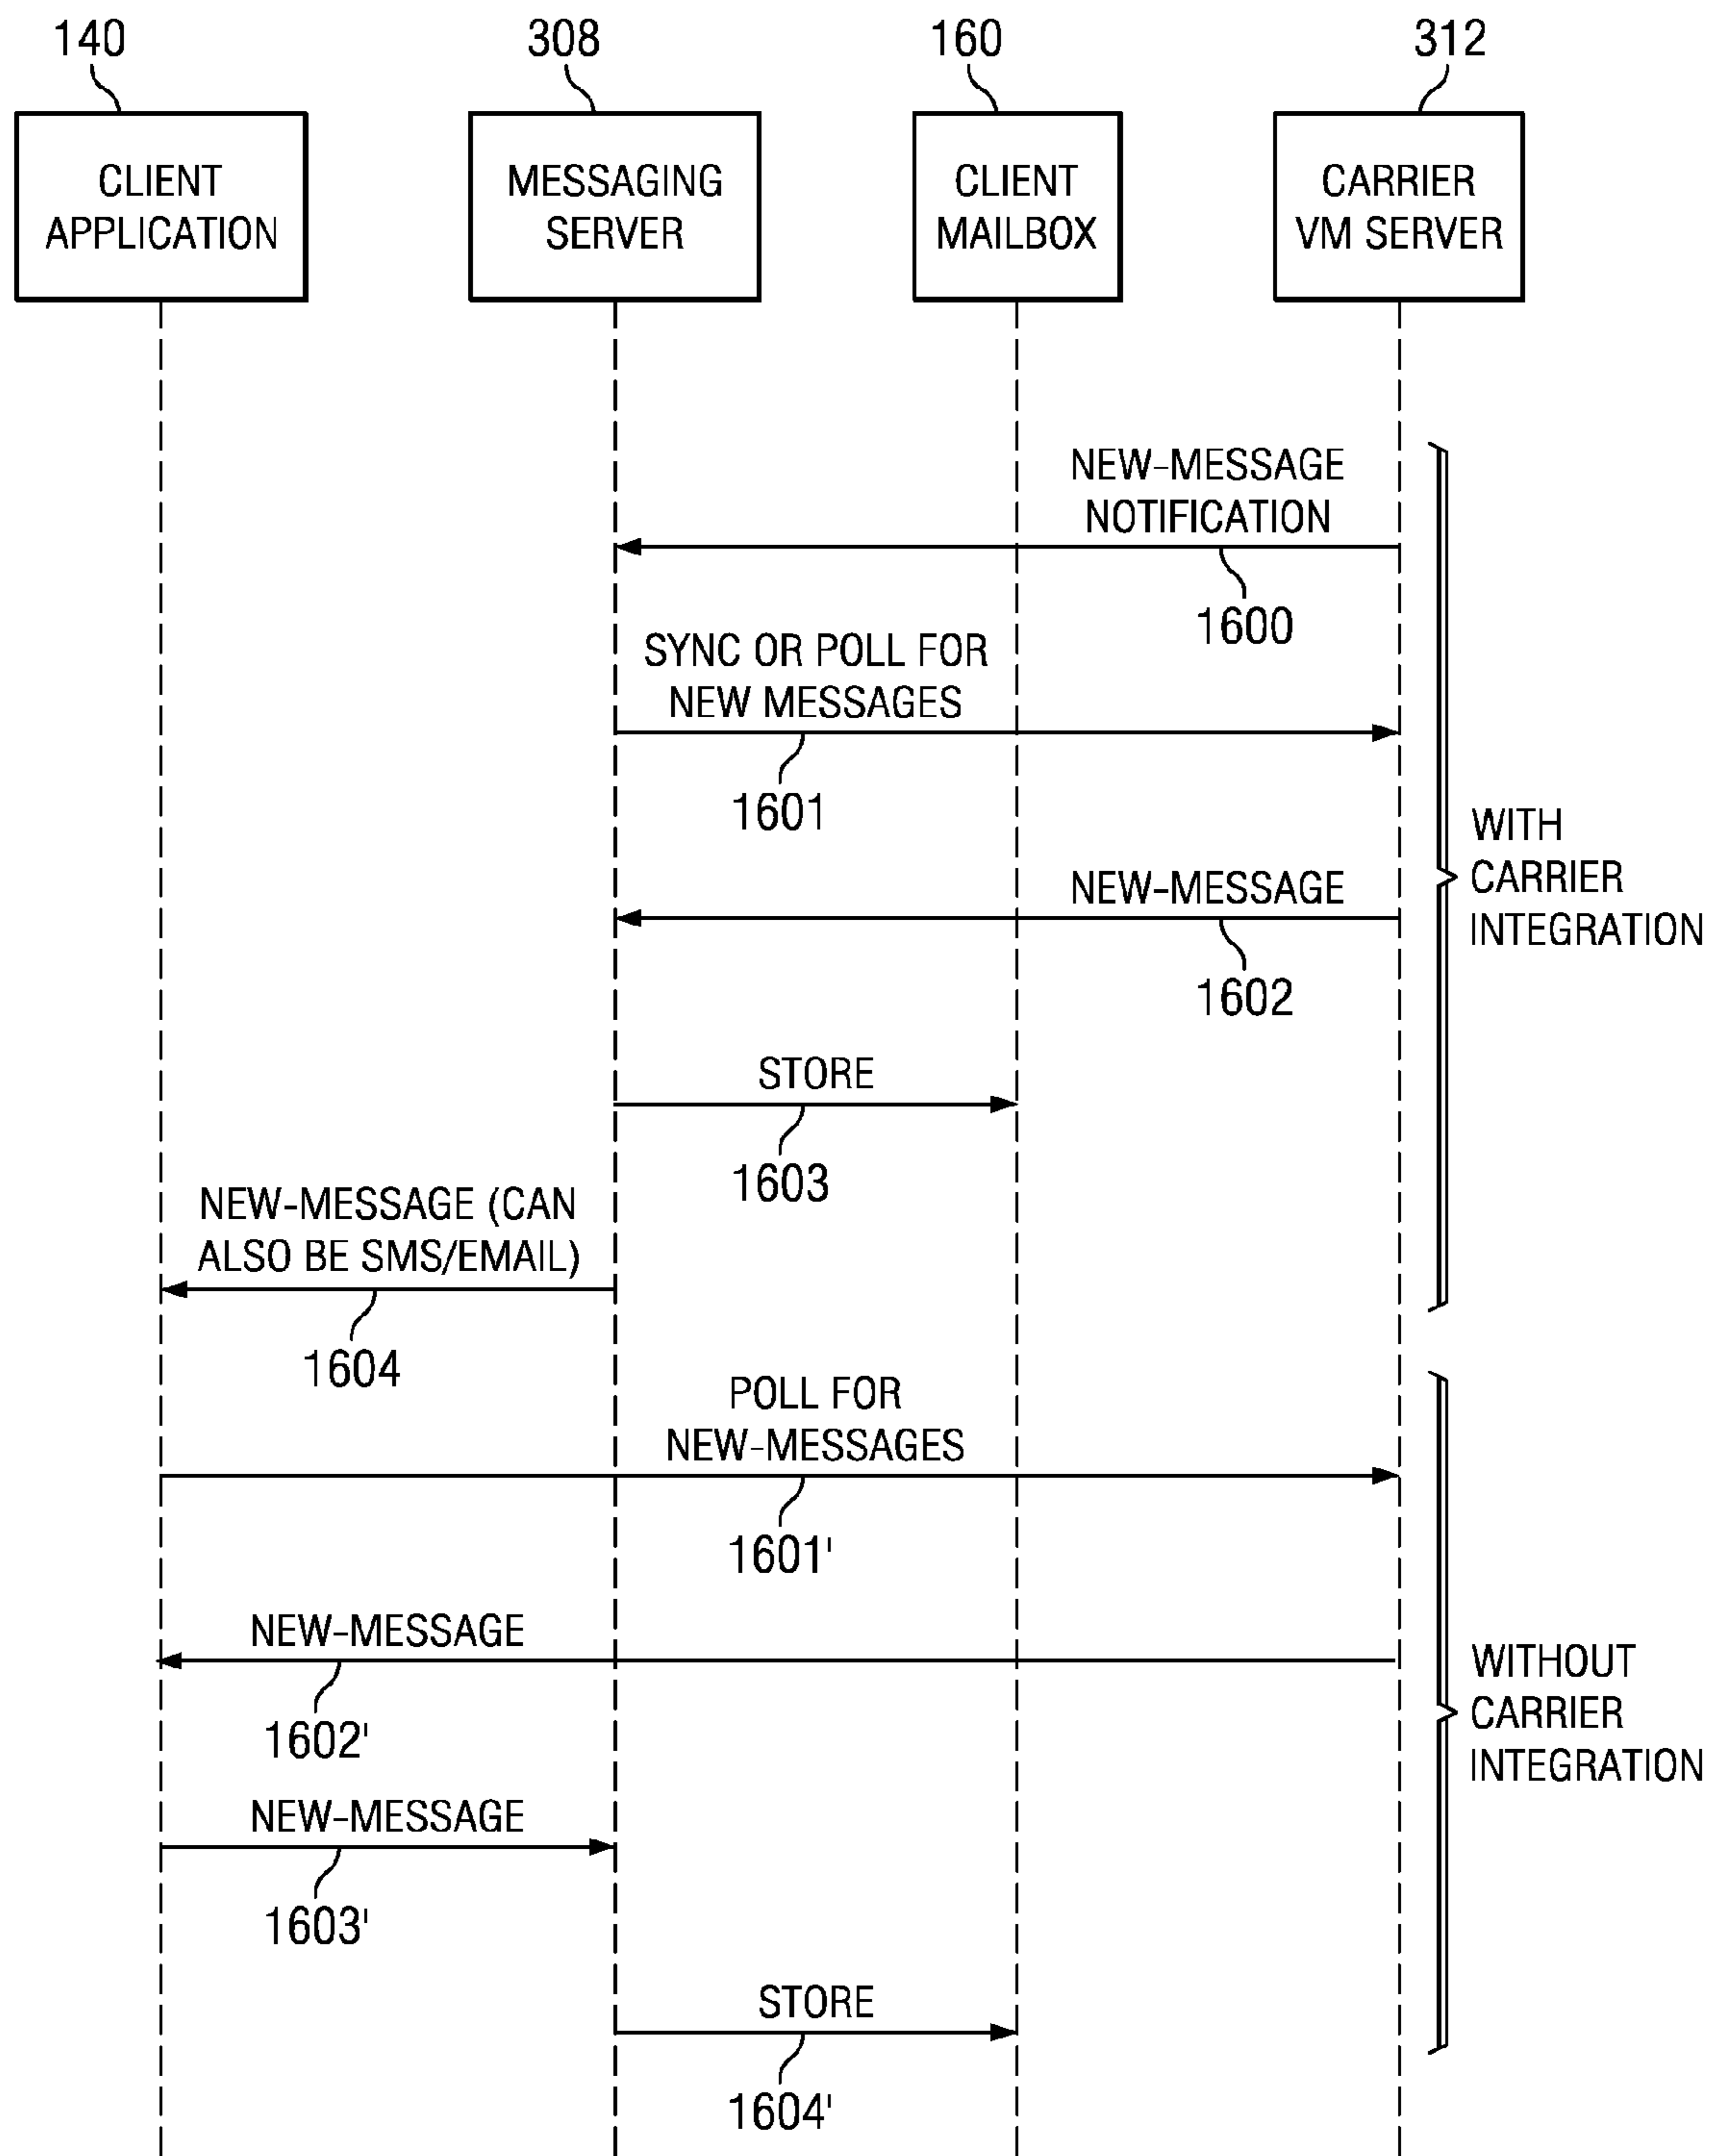 140
308
160
312
CLIENT
APPLICATION
MESSAGING
SERVER
CLIENT
MAILBOX
CARRIER
VM SERVER
NEW-MESSAGE
NOTIFICATION
1600
SYNC OR POLL FOR
NEW MESSAGES
1601
WITH
CARRIER
INTEGRATION
NEW-MESSAGE
1602
STORE
1603
NEW-MESSAGE (CAN
ALSO BE SMS/EMAIL)
1604
POLL FOR
NEW-MESSAGES
1601'
NEW-MESSAGE
1602'
WITHOUT
CARRIER
INTEGRATION
NEW-MESSAGE
1603'
STORE
1604'